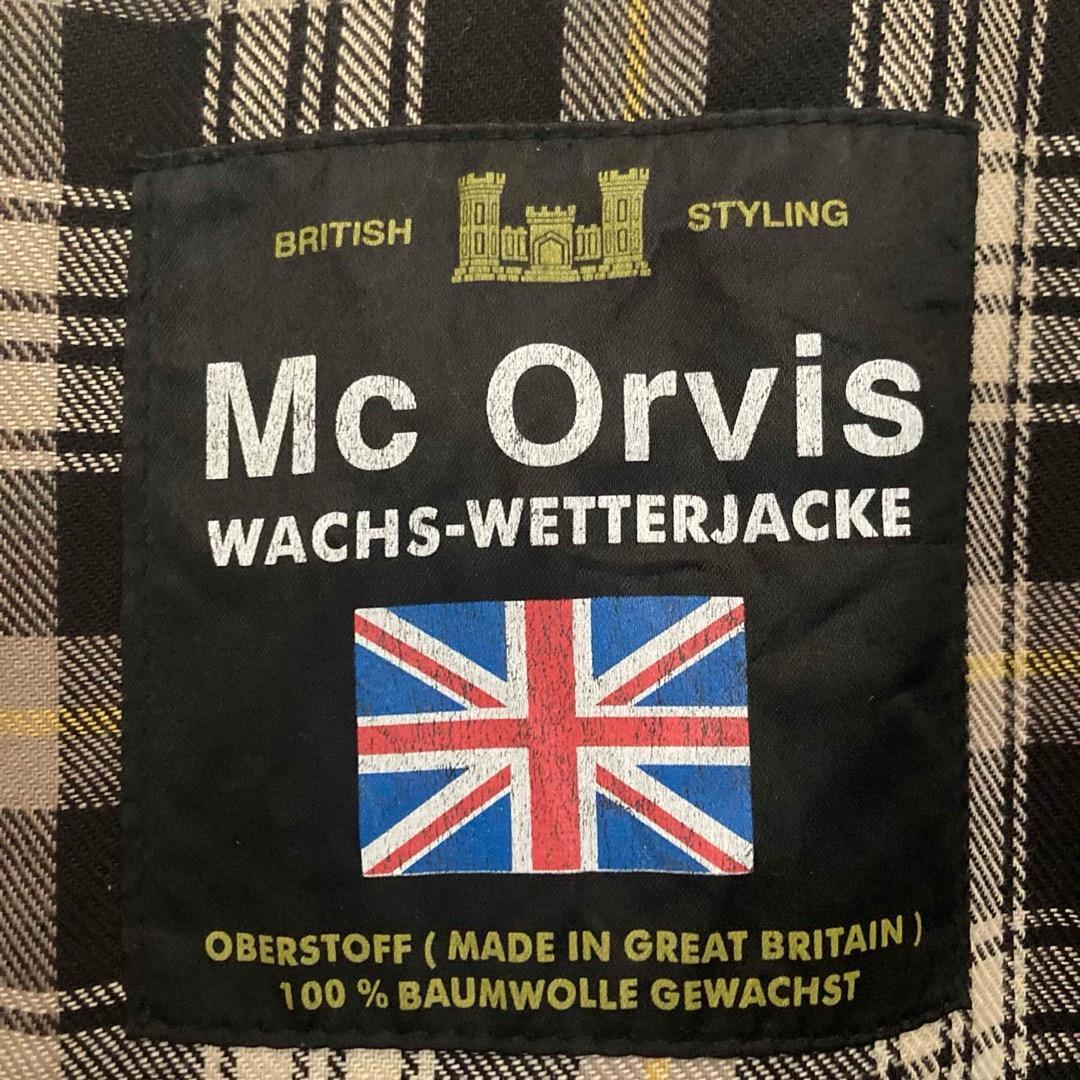 BRITISH STYLING
Mc Orvis
WACHS-WETTERJACKE
OBERSTOFF ( MADE IN GREAT BRITAIN )
100 % BAUMWOLLE GEWACHST